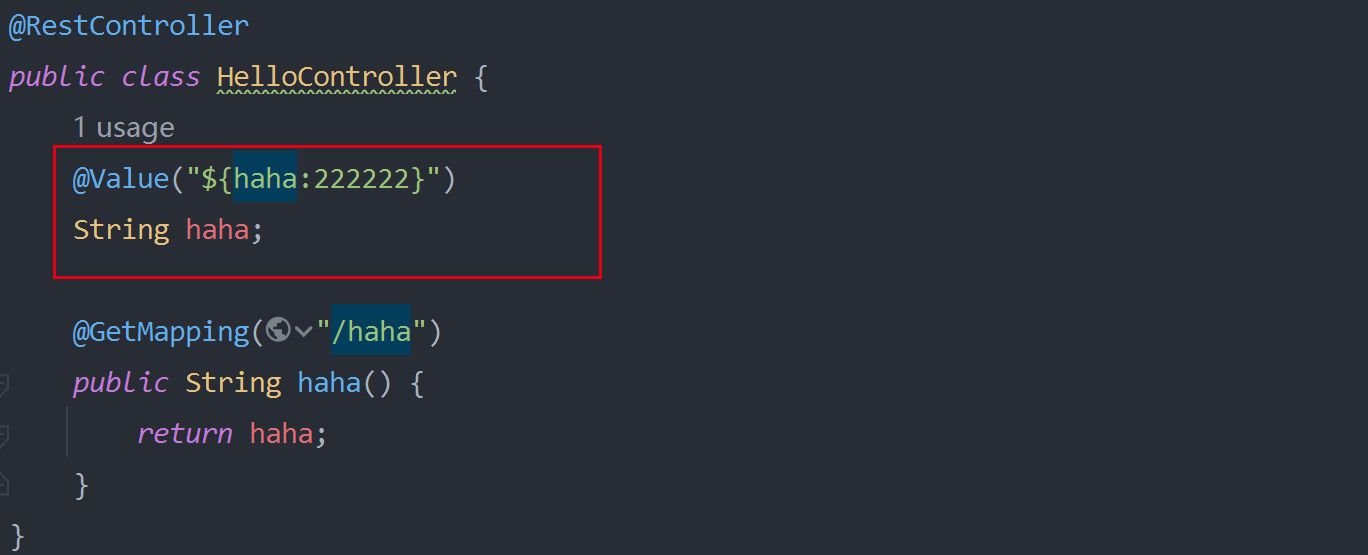 @RestController
public class HelloController {
1 usage
@Value("${haha:222222}")
String haha;
@GetMapping("/haha")
public String haha() {
return haha;
}
}